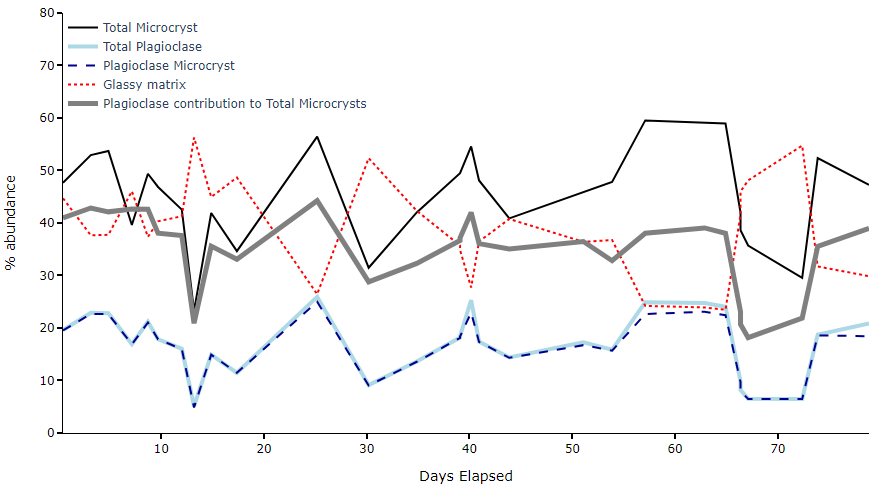 80
70
60
50
40
30
20
10
0
% abundance
Total Microcryst
Total Plagioclase
Plagioclase Microcryst
Glassy matrix
Plagioclase contribution to Total Microcrysts
10 20 30 40 50 60 70
Days Elapsed